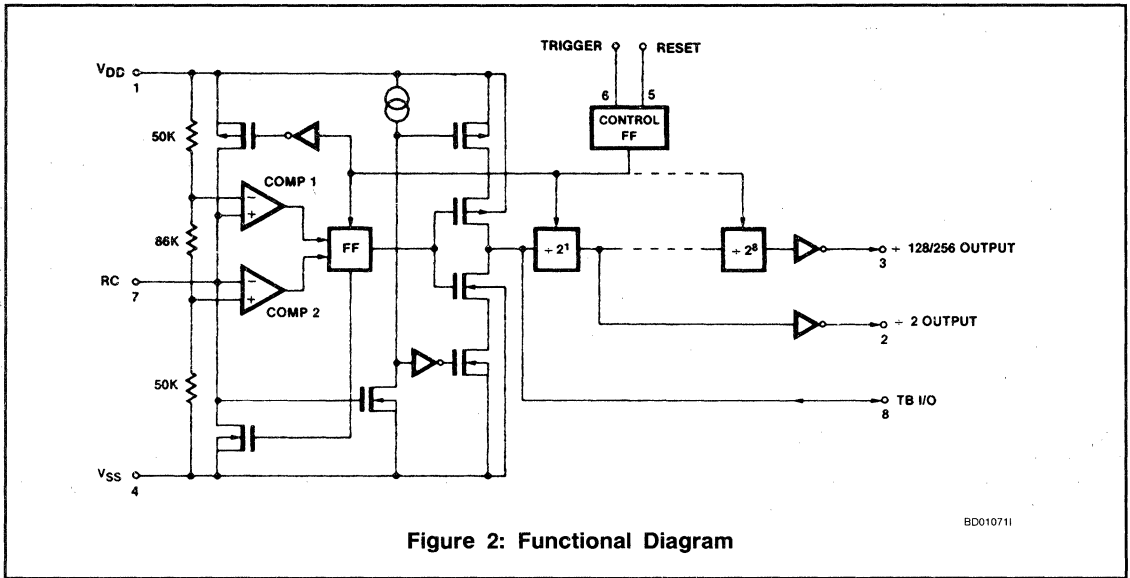 TRIGGER
RESET
VDD
1
6
5
CONTROL
FF
50K
COMP 1
−
+
86K
FF
÷ 2¹
÷ 2⁸
÷ 128/256 OUTPUT
3
RC
7
−
+
COMP 2
÷ 2 OUTPUT
2
50K
TB I/O
8
VSS
4
BD01071I
Figure 2: Functional Diagram